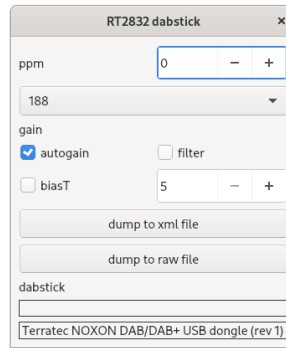 RT2832 dabstick ×
ppm 0 − +
188
gain
autogain filter
biasT 5 − +
dump to xml file
dump to raw file
dabstick
Terratec NOXON DAB/DAB+ USB dongle (rev 1)